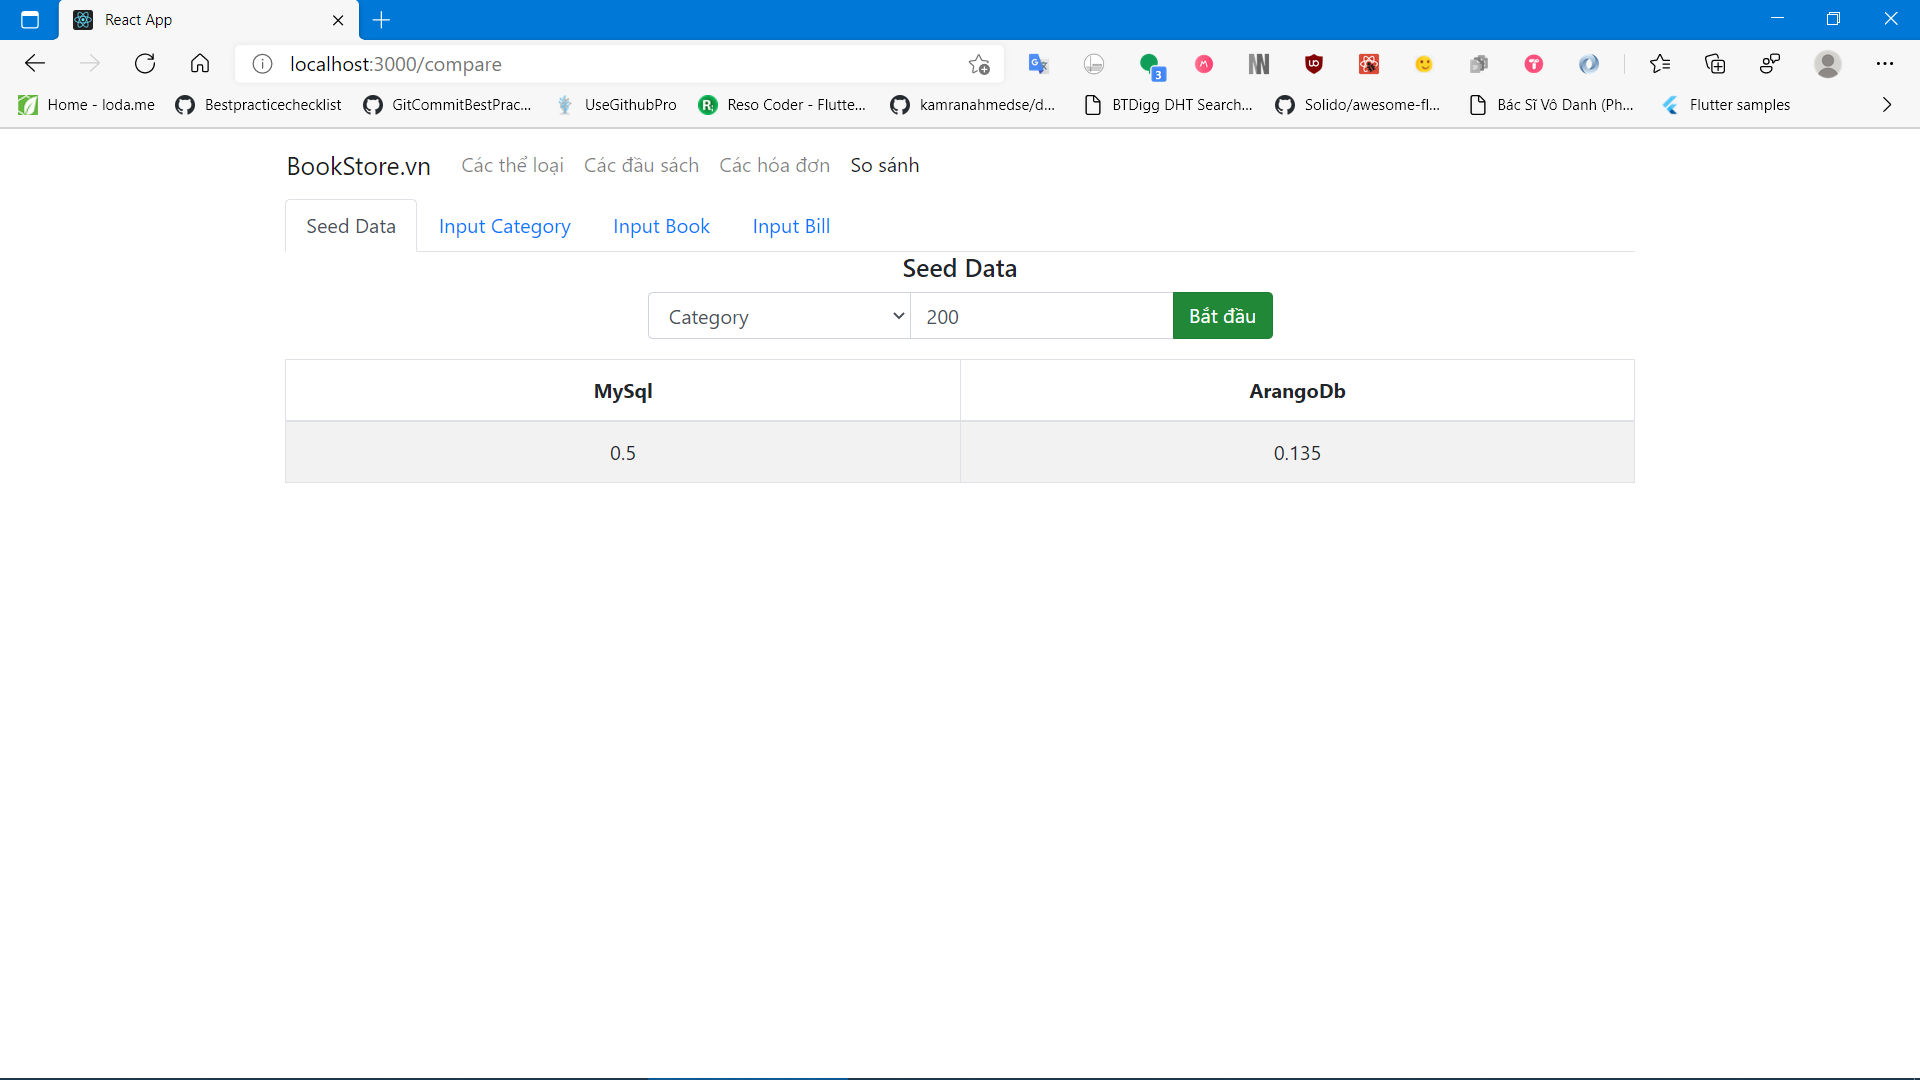 React App
localhost:3000/compare
3
Home - loda.me Bestpracticechecklist GitCommitBestPrac... UseGithubPro Reso Coder - Flutte... kamranahmedse/d... BTDigg DHT Search... Solido/awesome-fl... Bác Sĩ Vô Danh (Ph... Flutter samples
BookStore.vn Các thể loại Các đầu sách Các hóa đơn So sánh
Seed Data Input Category Input Book Input Bill
Seed Data
Category 200 Bắt đầu
MySql ArangoDb
0.5 0.135